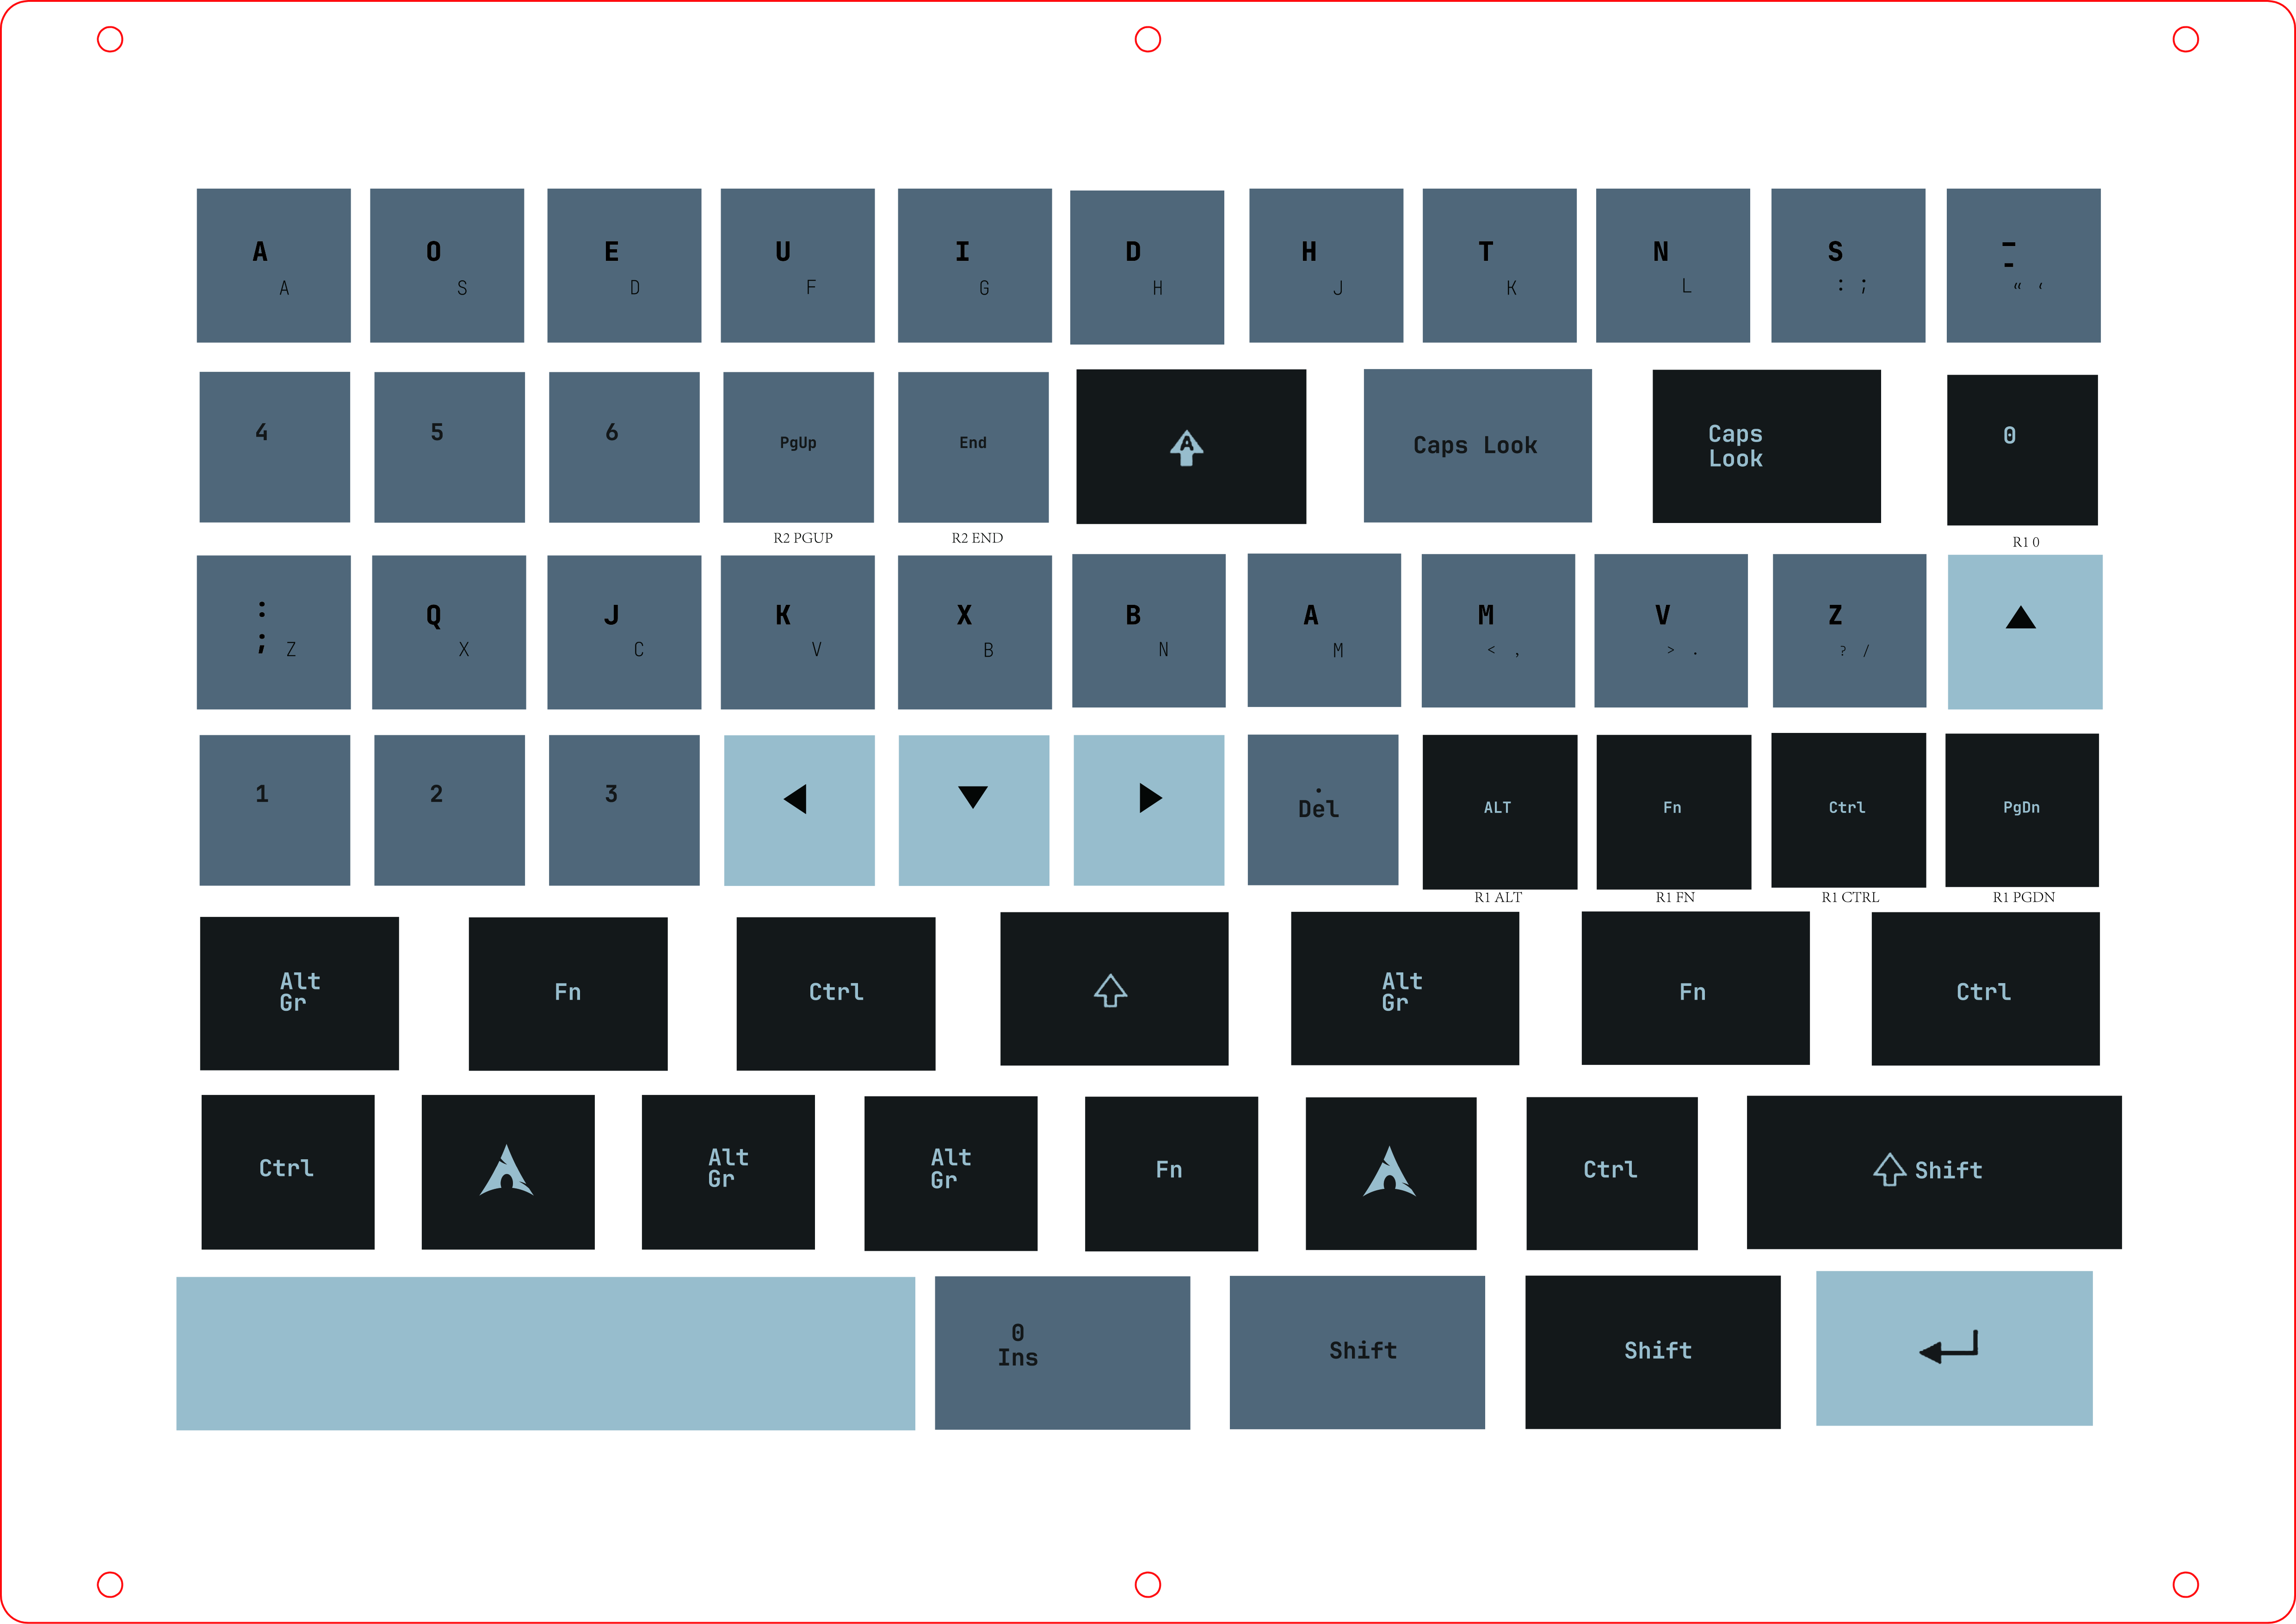 A O E U I D H T N S _
-
A S D F G H J K L : ; “ ‘
4 5 6 PgUp End A Caps Look Caps
Look 0
R2 PGUP R2 END R1 0
: Q J K X B A M V Z
; Z X C V B N M < , > . ? /
1 2 3 .
Del ALT Fn Ctrl PgDn
R1 ALT R1 FN R1 CTRL R1 PGDN
Alt
Gr Fn Ctrl Alt
Gr Fn Ctrl
Ctrl Alt
Gr Alt
Gr Fn Ctrl Shift
0
Ins Shift Shift